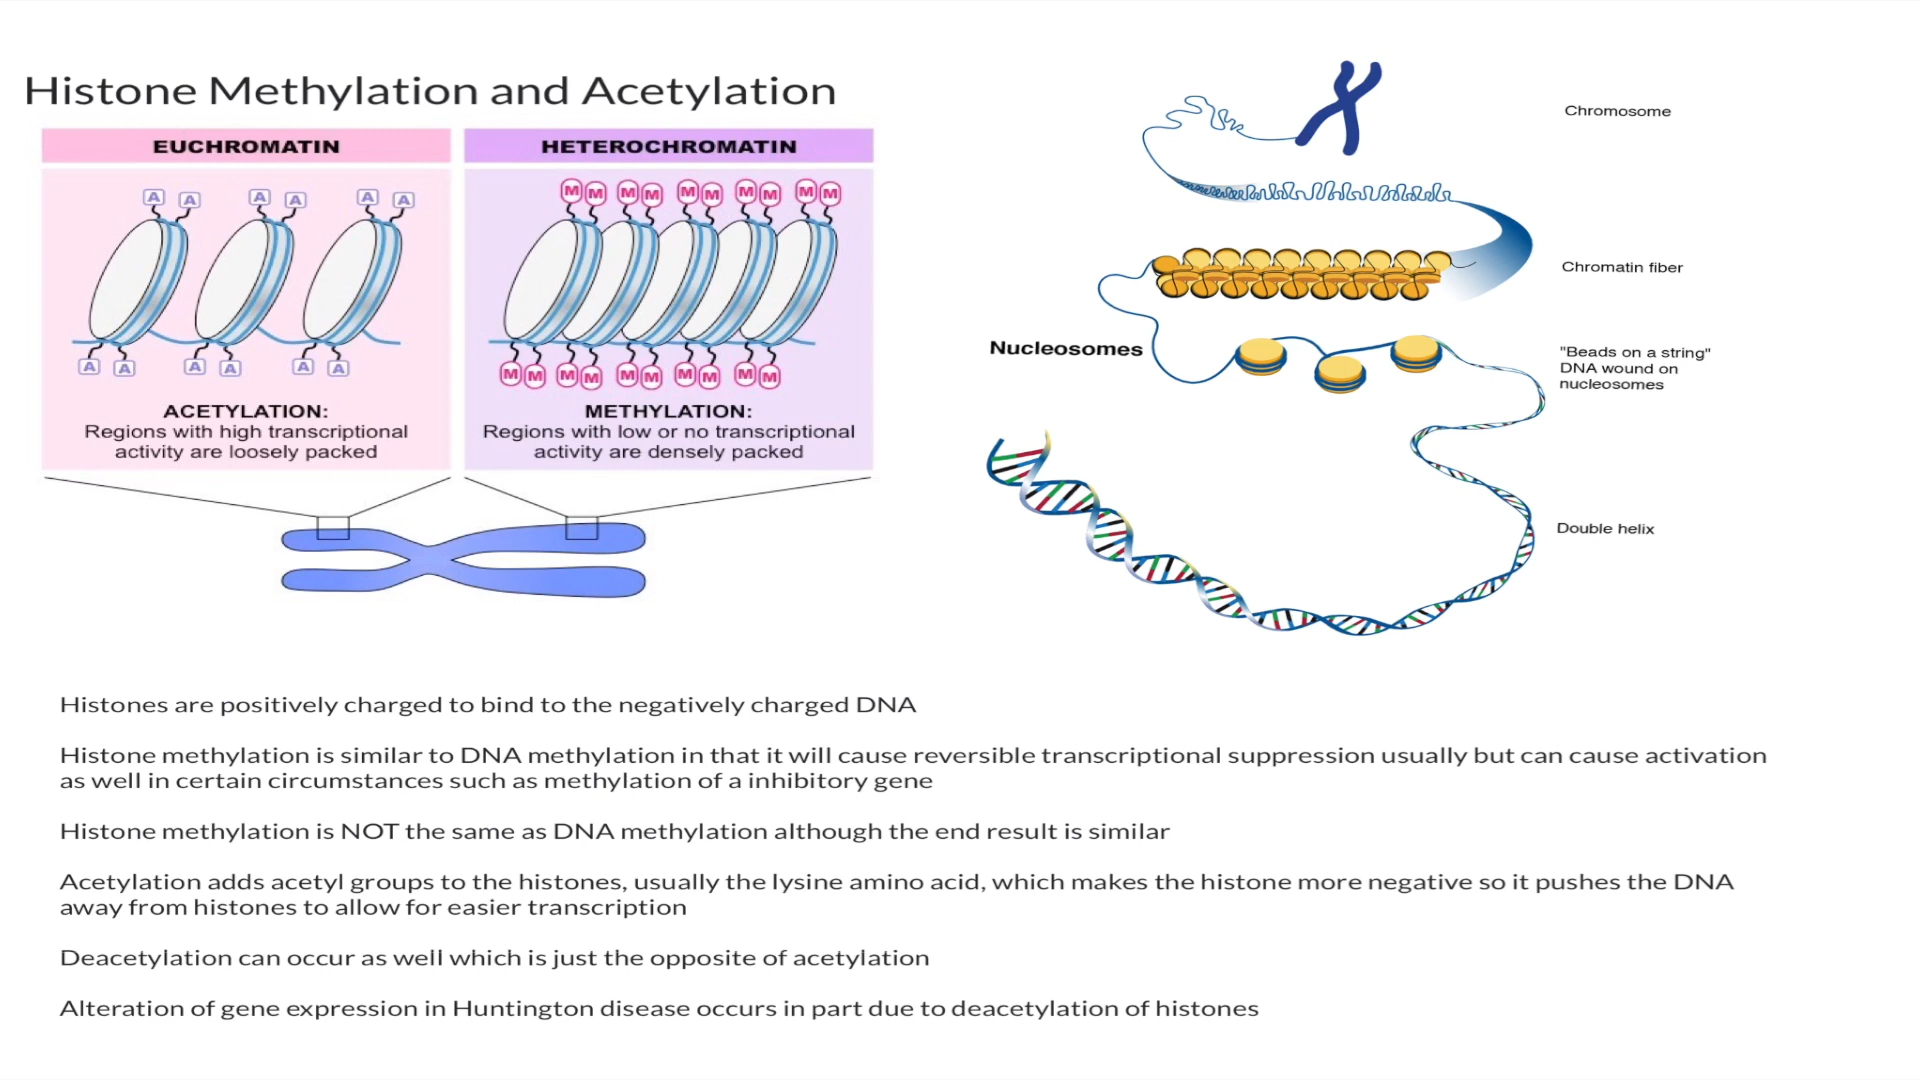 Histone Methylation and Acetylation
EUCHROMATIN
HETEROCHROMATIN
A A A A A A
M M M M M M M M M M
A A A A A A
M M M M M M M M M M
ACETYLATION:
Regions with high transcriptional
activity are loosely packed
METHYLATION:
Regions with low or no transcriptional
activity are densely packed
Chromosome
Chromatin fiber
Nucleosomes
"Beads on a string"
DNA wound on
nucleosomes
Double helix
Histones are positively charged to bind to the negatively charged DNA
Histone methylation is similar to DNA methylation in that it will cause reversible transcriptional suppression usually but can cause activation
as well in certain circumstances such as methylation of a inhibitory gene
Histone methylation is NOT the same as DNA methylation although the end result is similar
Acetylation adds acetyl groups to the histones, usually the lysine amino acid, which makes the histone more negative so it pushes the DNA
away from histones to allow for easier transcription
Deacetylation can occur as well which is just the opposite of acetylation
Alteration of gene expression in Huntington disease occurs in part due to deacetylation of histones